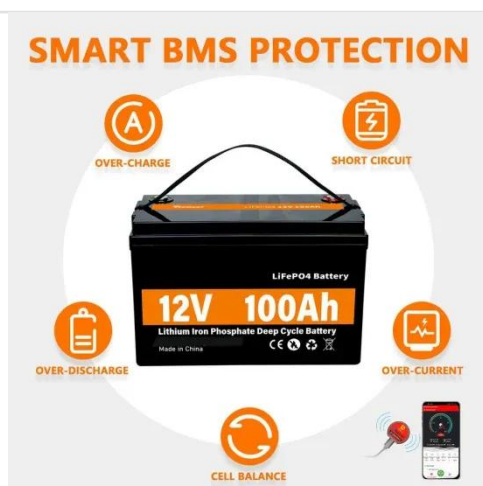 SMART BMS PROTECTION
OVER-CHARGE
SHORT CIRCUIT
LiFePO4 Battery
12V 100Ah
Lithium Iron Phosphate Deep Cycle Battery
Made in China
CE
OVER-DISCHARGE
OVER-CURRENT
CELL BALANCE